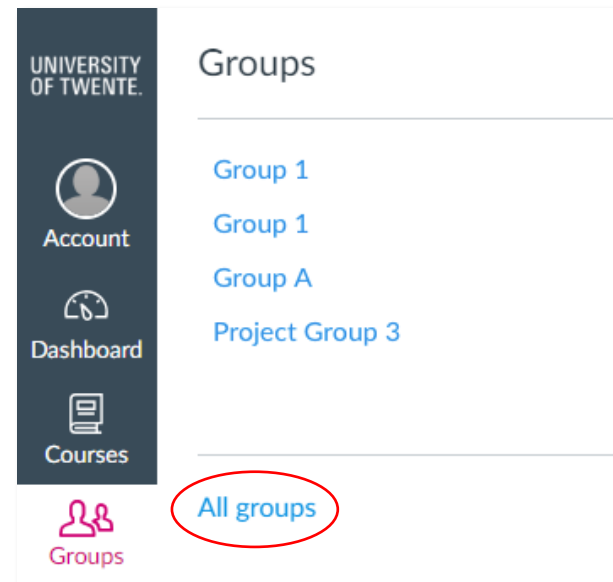 UNIVERSITY
OF TWENTE.
Account
Dashboard
Courses
Groups
Groups
Group 1
Group 1
Group A
Project Group 3
All groups